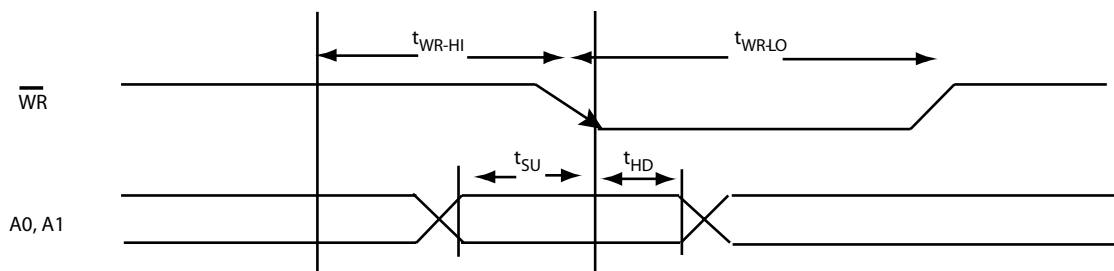 tWR-HI
tWR-LO
WR
tSU
tHD
A0, A1